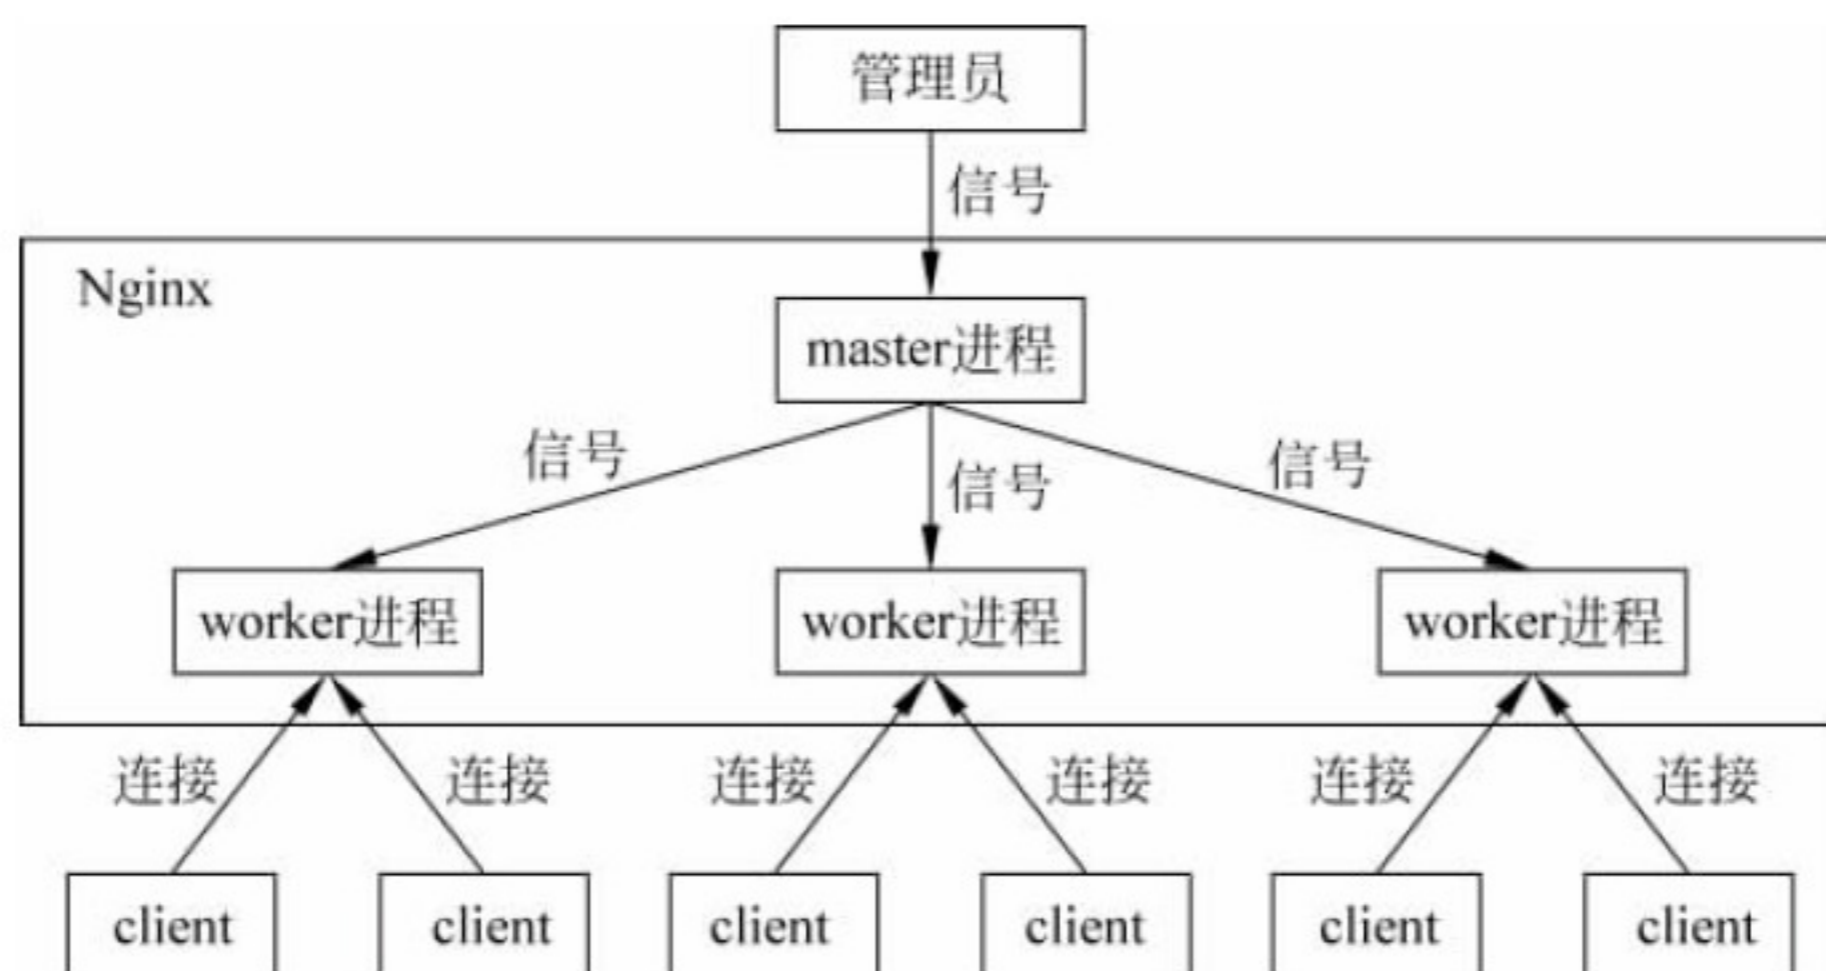 管理员
信号
Nginx
master进程
信号
信号
信号
worker进程
worker进程
worker进程
连接
连接
连接
连接
连接
连接
client
client
client
client
client
client